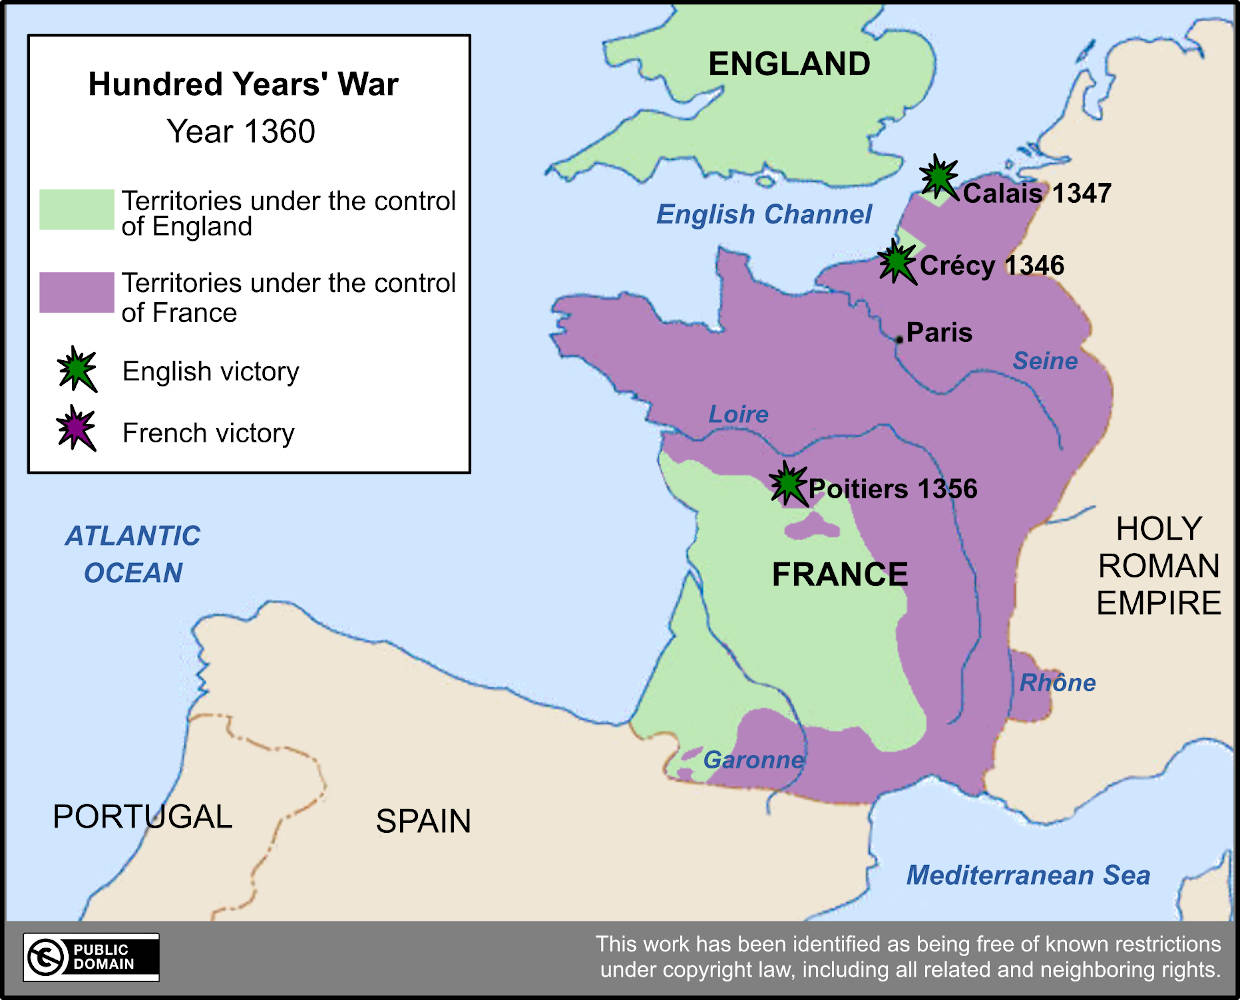 Hundred Years' War
Year 1360
Territories under the control
of England
Territories under the control
of France
English victory
French victory
ENGLAND
English Channel
Calais 1347
Crécy 1346
Paris
Seine
Loire
Poitiers 1356
FRANCE
HOLY
ROMAN
EMPIRE
ATLANTIC
OCEAN
Rhône
Garonne
PORTUGAL
SPAIN
Mediterranean Sea
PUBLIC
DOMAIN
This work has been identified as being free of known restrictions
under copyright law, including all related and neighboring rights.